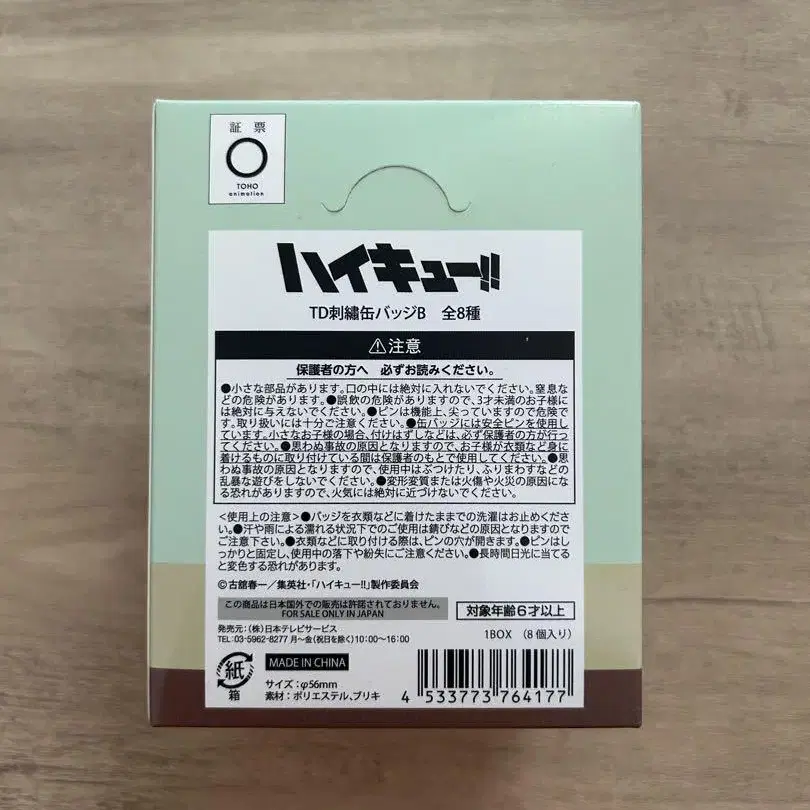 証票
TOHO
animation
ハイキュー!!
TD刺繡缶バッジB　全8種
⚠注意
保護者の方へ　必ずお読みください。
●小さな部品があります。口の中には絶対に入れないでください。窒息な
どの危険があります。●誤飲の危険がありますので、3才未満のお子様に
は絶対に与えないでください。●ピンは機能上、尖っていますので危険で
す。取り扱いには十分ご注意ください。●缶バッジには安全ピンを使用し
ています。小さなお子様の場合、付けはずしなどは、必ず保護者の方が行っ
てください。●思わぬ事故の原因となりますので、お子様が衣類など身に
着けるものに取り付けている間は保護者のもとで使用してください。●思
わぬ事故の原因となりますので、使用中はぶつけたり、ふりまわすなどの
乱暴な遊びをしないでください。●変形変質または火傷や火災の原因にな
る恐れがありますので、火気には絶対に近づけないでください。
<使用上の注意>●バッジを衣類などに着けたままでの洗濯はお止めくださ
い。●汗や雨による濡れる状況下でのご使用は錆びなどの原因となりますので
ご注意下さい。●衣類などに取り付ける際は、ピンの穴が開きます。●ピンはし
っかりと固定し、使用中の落下や紛失にご注意ください。●長時間日光に当てる
と変色する恐れがあります。
©古舘春一／集英社・「ハイキュー!!」製作委員会
この商品は日本国外での販売は許諾されておりません。
FOR SALE ONLY IN JAPAN
対象年齢6才以上
発売元：(株)日本テレビサービス
TEL：03-5962-8277 月～金(祝日を除く)10：00～16：00
1BOX （8個入り）
紙
箱
MADE IN CHINA
サイズ：φ56mm
素材：ポリエステル、ブリキ
4 533773 764177